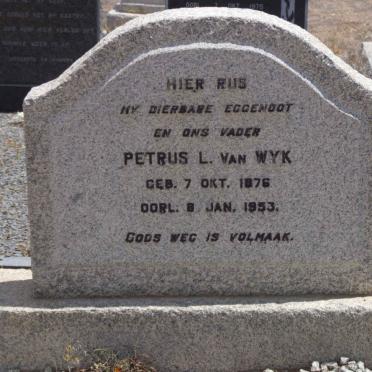 HIER RUS
MY DIERBARE EGGENOOT
EN ONS VADER
PETRUS L. VAN WYK
GEB. 7 OKT. 1876
OORL. 8 JAN. 1953.
GODS WEG IS VOLMAAK.